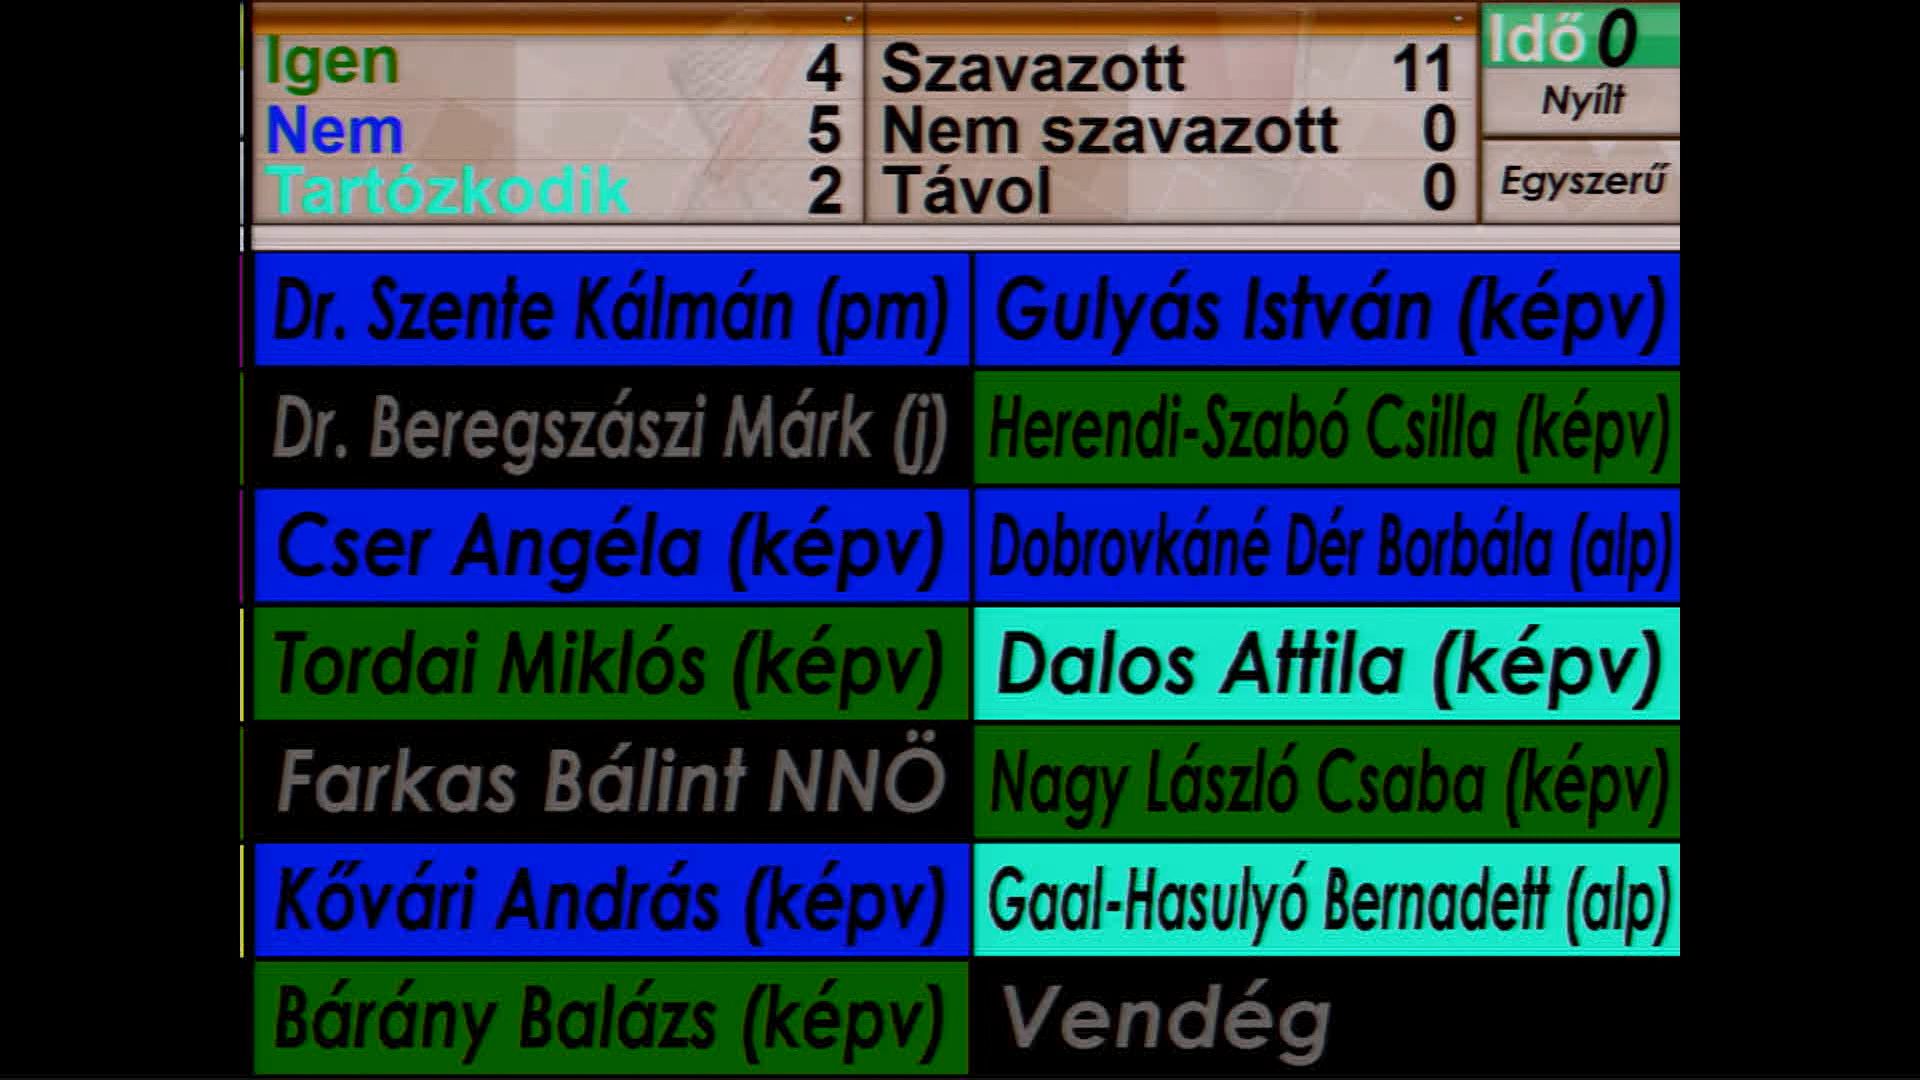 Igen 4
Nem 5
Tartózkodik 2
Szavazott 11
Nem szavazott 0
Távol 0
Idő 0
Nyílt
Egyszerű
Dr. Szente Kálmán (pm)
Gulyás István (képv)
Dr. Beregszászi Márk (j)
Herendi-Szabó Csilla (képv)
Cser Angéla (képv)
Dobrovkáné Dér Borbála (alp)
Tordai Miklós (képv)
Dalos Attila (képv)
Farkas Bálint NNÖ
Nagy László Csaba (képv)
Kővári András (képv)
Gaal-Hasulyó Bernadett (alp)
Bárány Balázs (képv)
Vendég